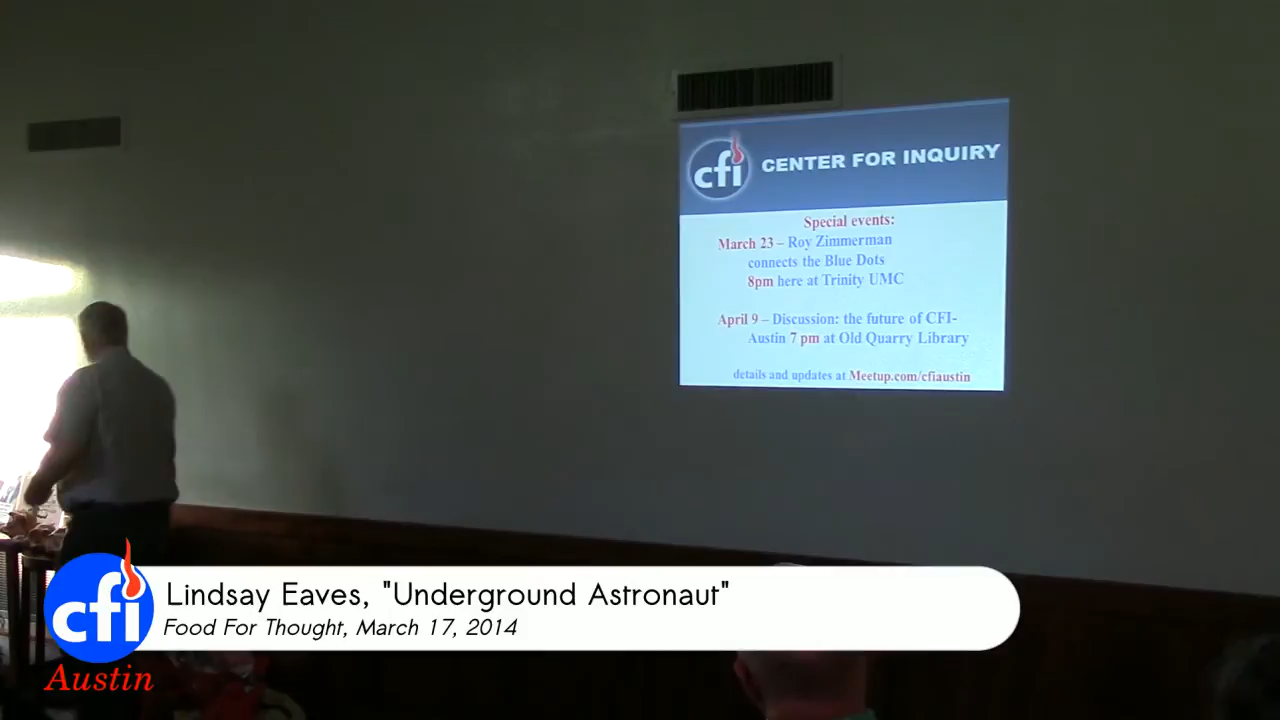 cfi CENTER FOR INQUIRY
Special events:
March 23 – Roy Zimmerman
connects the Blue Dots
8pm here at Trinity UMC
April 9 – Discussion: the future of CFI-
Austin 7 pm at Old Quarry Library
details and updates at Meetup.com/cfiaustin
cfi
Austin
Lindsay Eaves, "Underground Astronaut"
Food For Thought, March 17, 2014